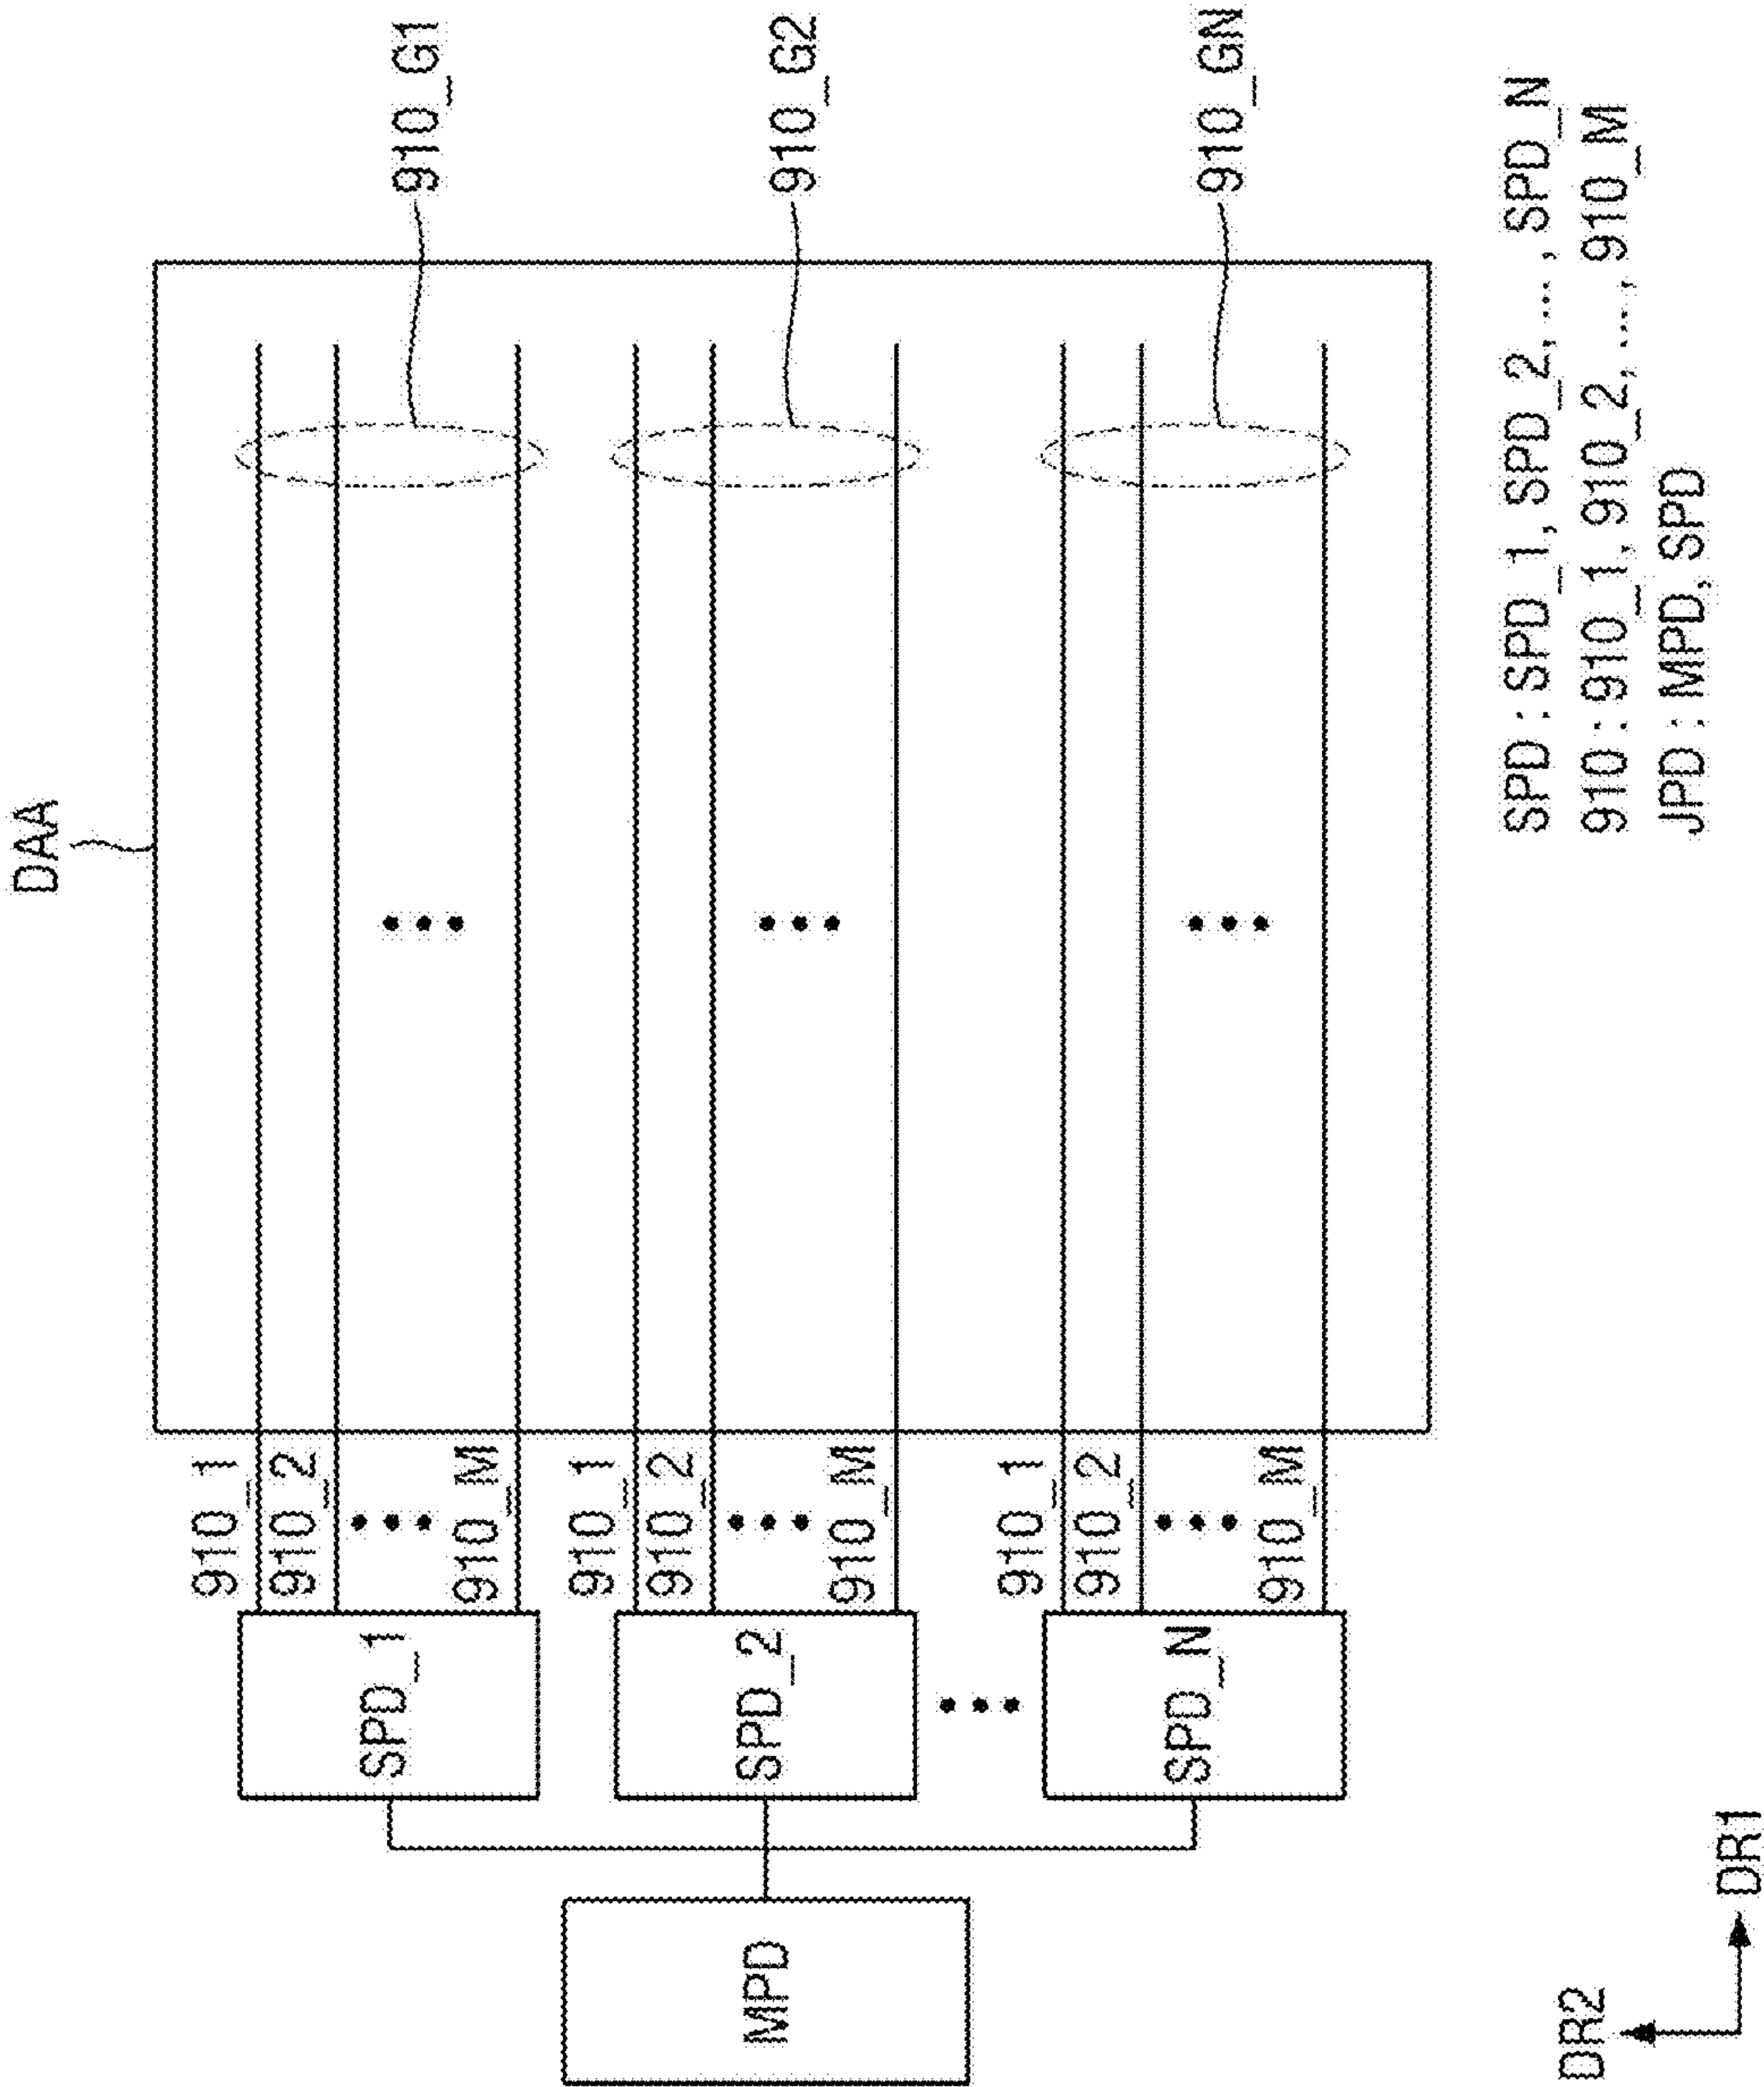 DAA
910_G1
910_G2
910_GN
910_1
910_2
910_M
910_1
910_2
910_M
910_1
910_2
910_M
SPD_1
SPD_2
SPD_N
MPD
SPD : SPD_1, SPD_2, ... , SPD_N
910 : 910_1, 910_2, ... , 910_M
JPD : MPD, SPD
DR2
DR1